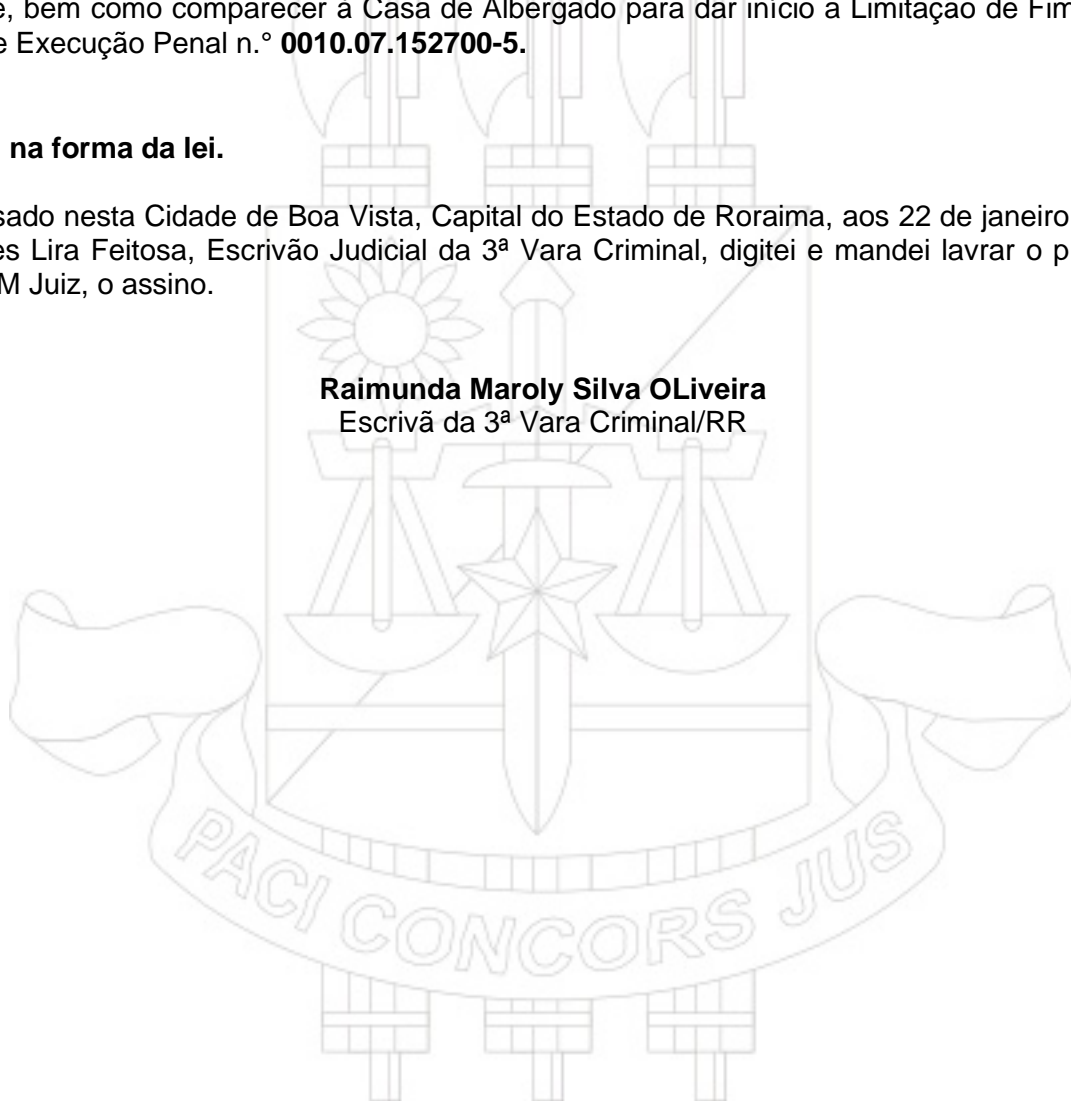 e, bem como comparecer à Casa de Albergado para dar início a Limitação de Fim
e Execução Penal n.° 0010.07.152700-5.
na forma da lei.
sado nesta Cidade de Boa Vista, Capital do Estado de Roraima, aos 22 de janeiro
es Lira Feitosa, Escrivão Judicial da 3ª Vara Criminal, digitei e mandei lavrar o p
M Juiz, o assino.
Raimunda Maroly Silva OLiveira
Escrivã da 3ª Vara Criminal/RR
PACI CONCORS JUS